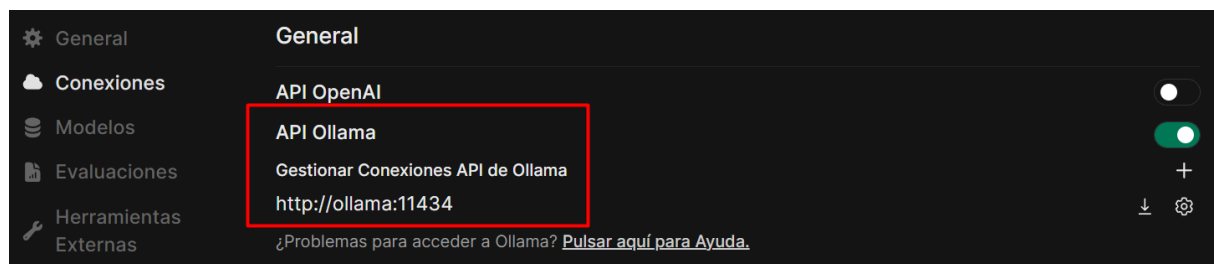 General
Conexiones
Modelos
Evaluaciones
Herramientas
Externas
General
API OpenAI
API Ollama
Gestionar Conexiones API de Ollama
http://ollama:11434
¿Problemas para acceder a Ollama? Pulsar aquí para Ayuda.